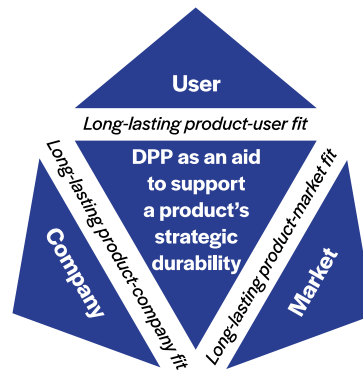 User
Long-lasting product-user fit
DPP as an aid
to support
a product's
strategic
durability
Long-lasting product-company fit
Long-lasting product-market fit
Company
Market